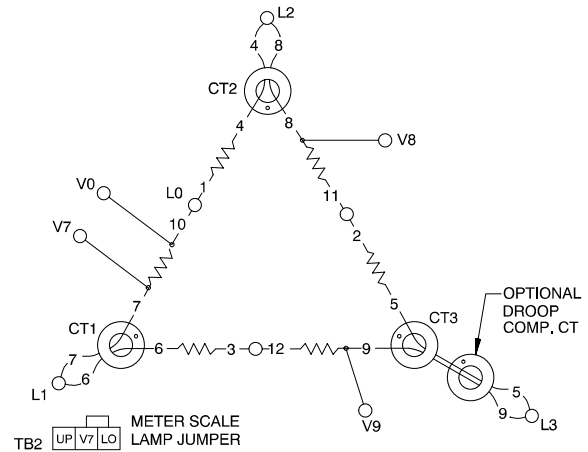 L2
4 8
CT2
4 8
V8
1 11
V0 L0
10 2
V7
7 5
CT1 CT3
OPTIONAL
DROOP
COMP. CT
6 3 12 9
7
6
L1
5
9
L3
V9
TB2 UP V7 LO
METER SCALE
LAMP JUMPER